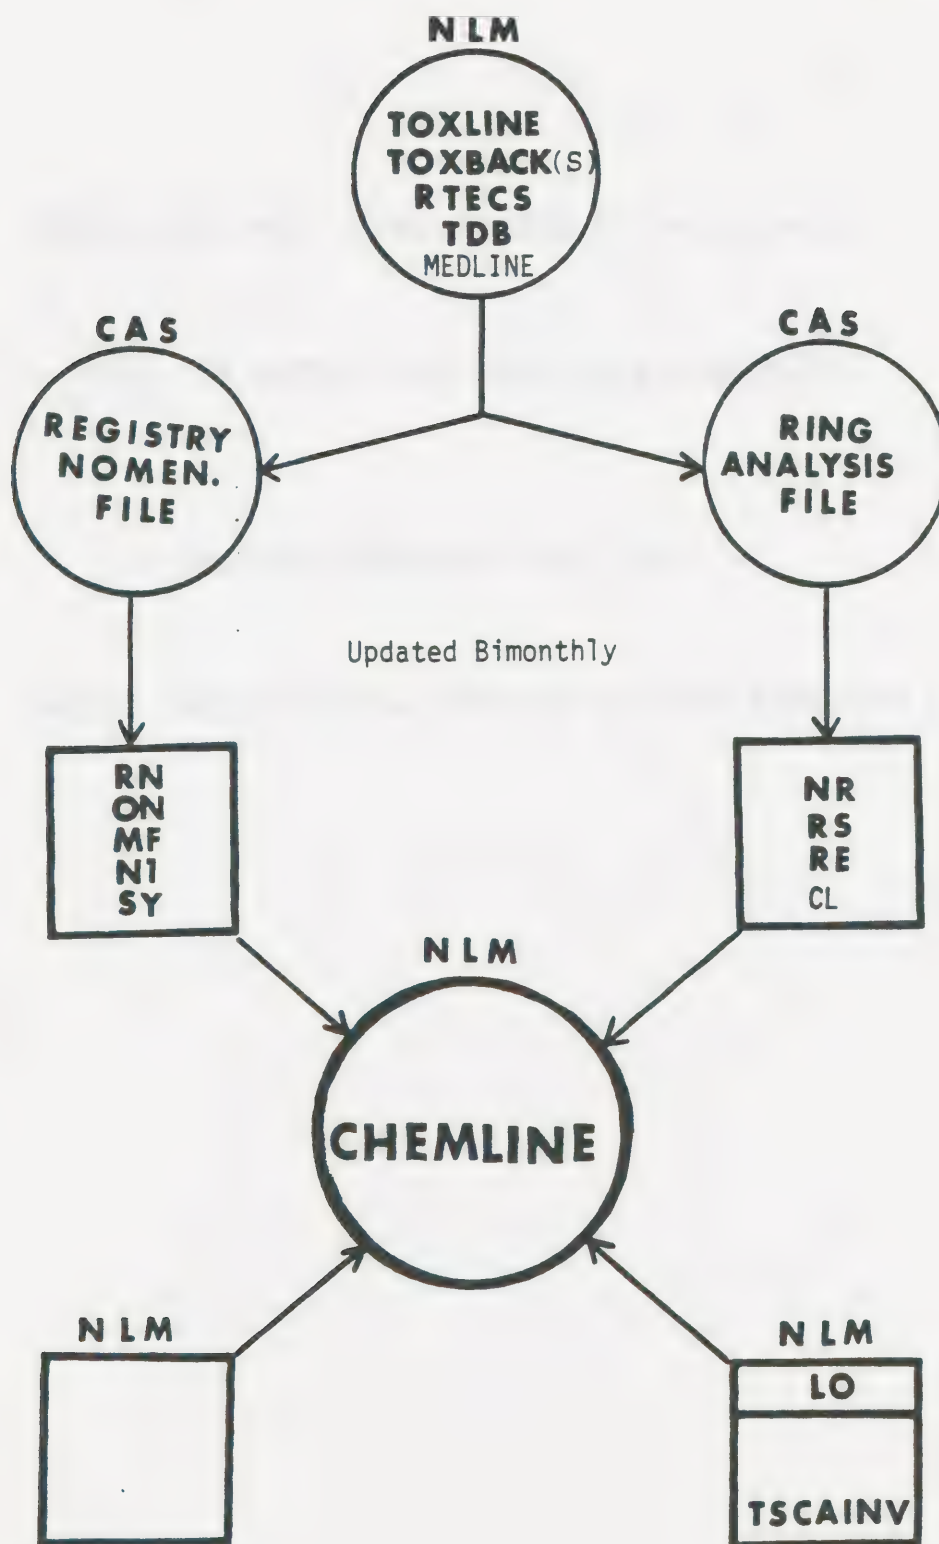 NLM
TOXLINE
TOXBACK(S)
RTECS
TDB
MEDLINE
CAS
REGISTRY
NOMEN.
FILE
CAS
RING
ANALYSIS
FILE
Updated Bimonthly
RN
ON
MF
N1
SY
NR
RS
RE
CL
NLM
CHEMLINE
NLM
NLM
LO
TSCAINV